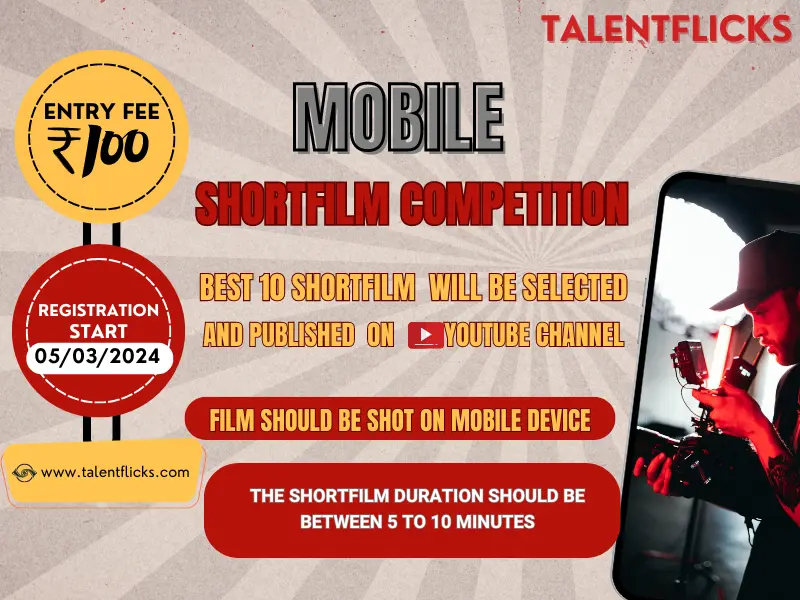 TALENTFLICKS
ENTRY FEE
₹100
MOBILE
SHORTFILM COMPETITION
REGISTRATION
START
05/03/2024
BEST 10 SHORTFILM WILL BE SELECTED
AND PUBLISHED ON YOUTUBE CHANNEL
FILM SHOULD BE SHOT ON MOBILE DEVICE
www.talentflicks.com
THE SHORTFILM DURATION SHOULD BE
BETWEEN 5 TO 10 MINUTES